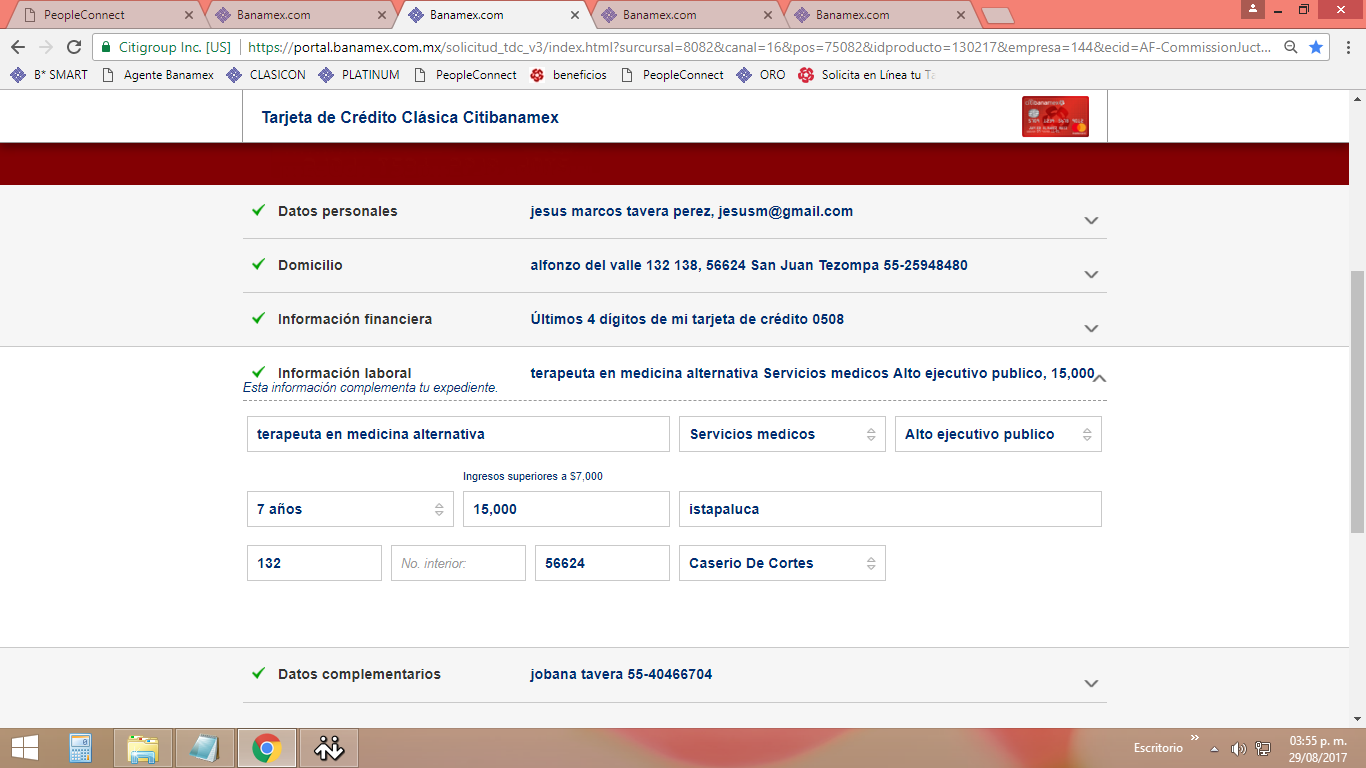 PeopleConnect
Banamex.com
Banamex.com
Banamex.com
Banamex.com
Citigroup Inc. [US] https://portal.banamex.com.mx/solicitud_tdc_v3/index.html?surcursal=8082&canal=16&pos=75082&idproducto=130217&empresa=144&ecid=AF-CommissionJuct...
B* SMART Agente Banamex CLASICON PLATINUM PeopleConnect beneficios PeopleConnect ORO Solicita en Línea tu Ta
Tarjeta de Crédito Clásica Citibanamex
Datos personales jesus marcos tavera perez, jesusm@gmail.com
Domicilio alfonzo del valle 132 138, 56624 San Juan Tezompa 55-25948480
Información financiera Últimos 4 dígitos de mi tarjeta de crédito 0508
Información laboral terapeuta en medicina alternativa Servicios medicos Alto ejecutivo publico, 15,000
Esta información complementa tu expediente.
terapeuta en medicina alternativa Servicios medicos Alto ejecutivo publico
Ingresos superiores a $7,000
7 años 15,000 istapaluca
132 No. interior: 56624 Caserio De Cortes
Datos complementarios jobana tavera 55-40466704
Escritorio
03:55 p. m.
29/08/2017